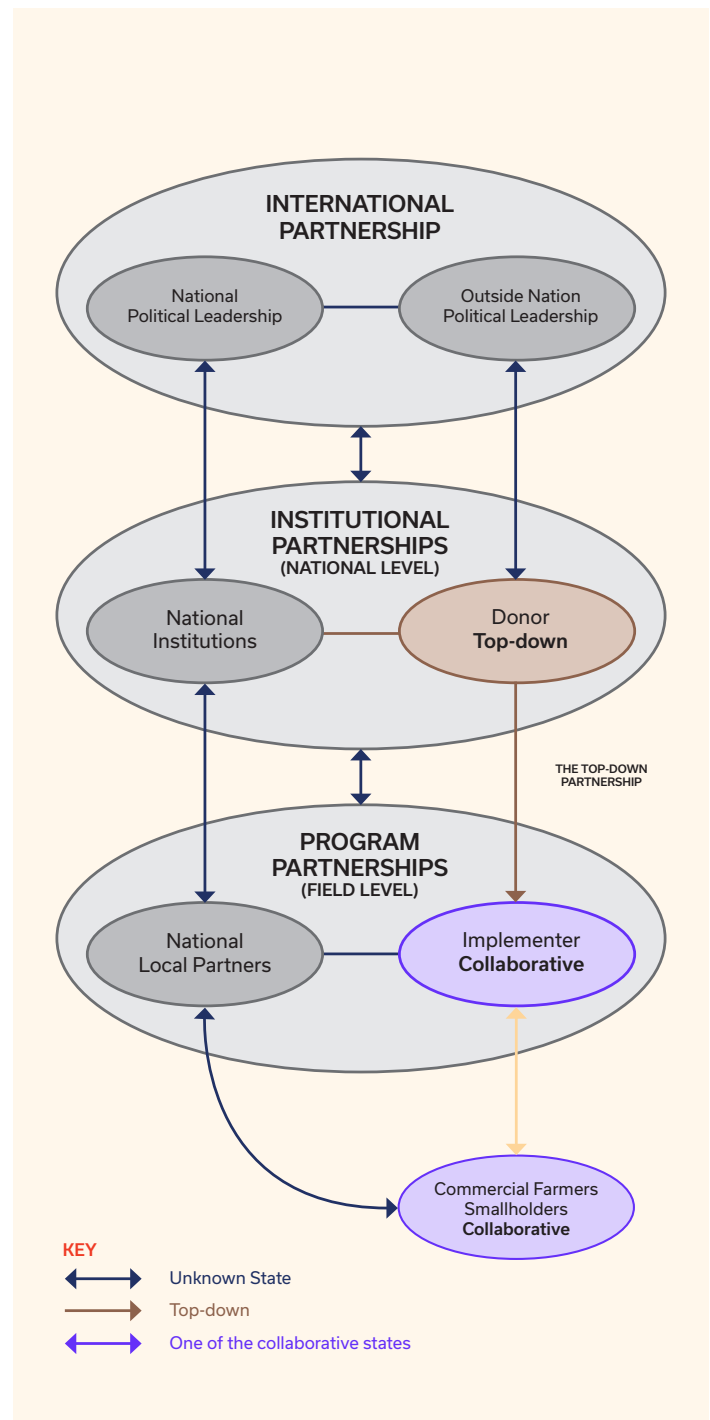 INTERNATIONAL
PARTNERSHIP
National
Political Leadership
Outside Nation
Political Leadership
INSTITUTIONAL
PARTNERSHIPS
(NATIONAL LEVEL)
National
Institutions
Donor
Top-down
THE TOP-DOWN
PARTNERSHIP
PROGRAM
PARTNERSHIPS
(FIELD LEVEL)
National
Local Partners
Implementer
Collaborative
Commercial Farmers
Smallholders
Collaborative
KEY
Unknown State
Top-down
One of the collaborative states